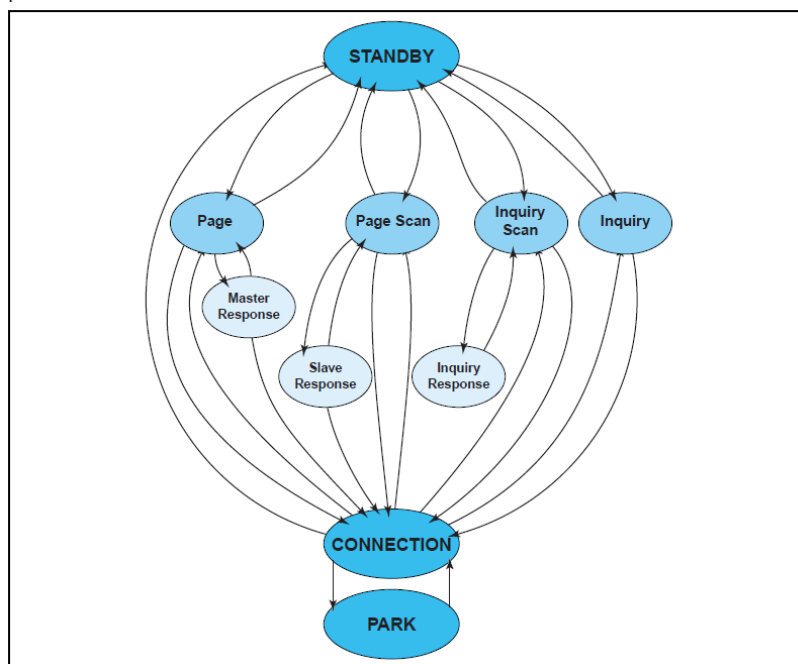 STANDBY
Page
Page Scan
Inquiry
Scan
Inquiry
Master
Response
Slave
Response
Inquiry
Response
CONNECTION
PARK